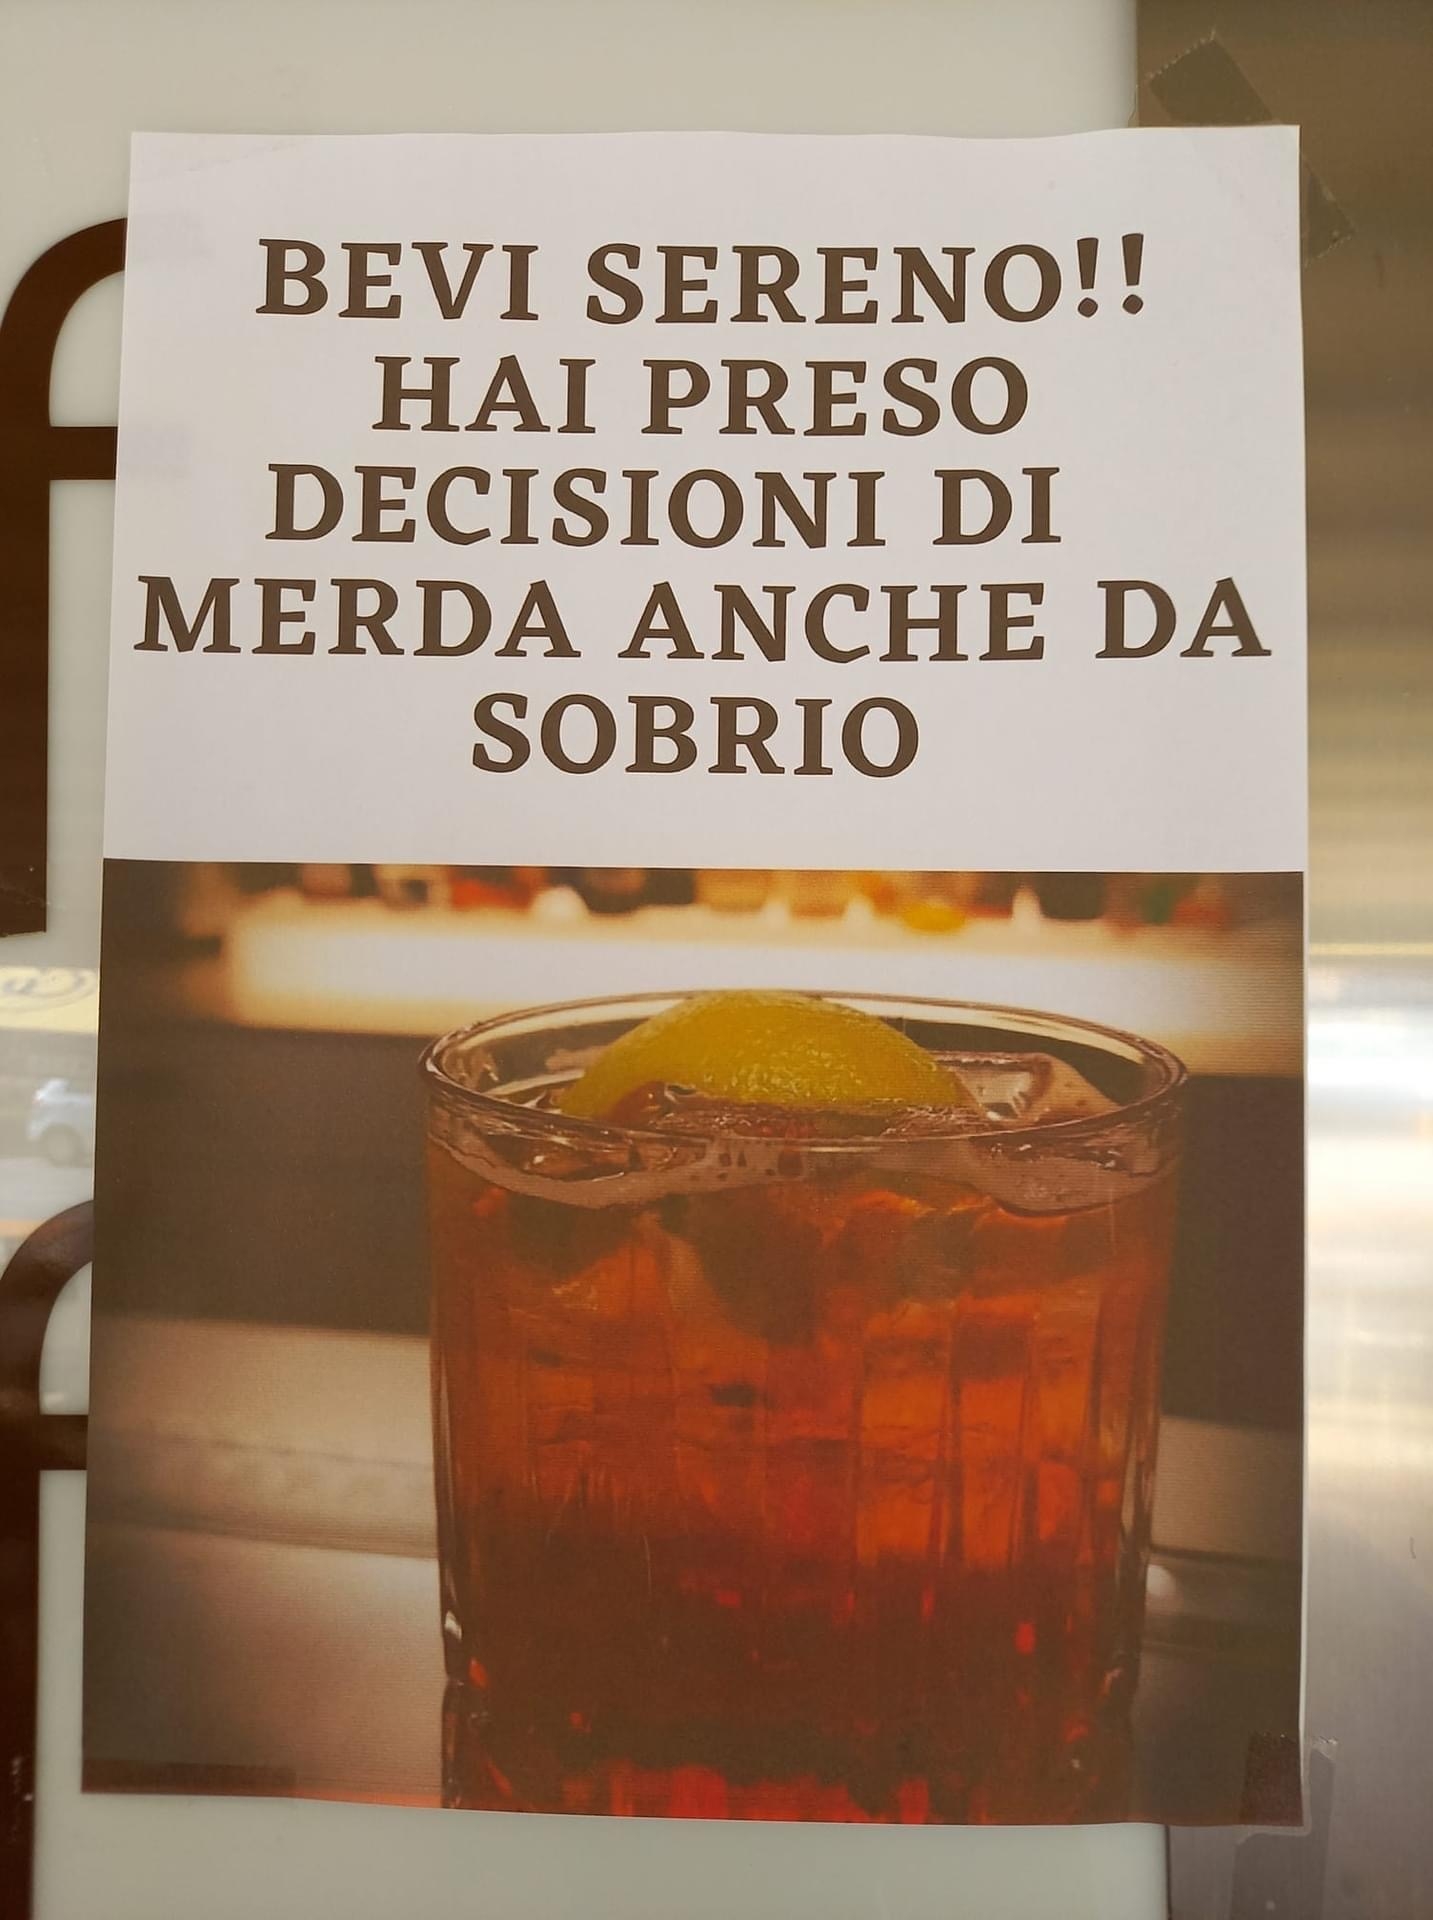 BEVI SERENO!!
HAI PRESO
DECISIONI DI
MERDA ANCHE DA
SOBRIO